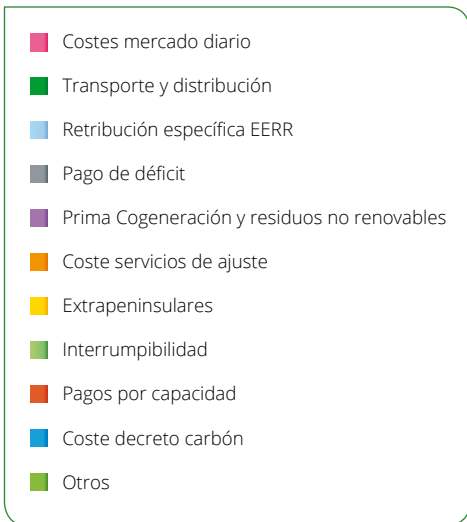 Costes mercado diario
Transporte y distribución
Retribución específica EERR
Pago de déficit
Prima Cogeneración y residuos no renovables
Coste servicios de ajuste
Extrapeninsulares
Interrumpibilidad
Pagos por capacidad
Coste decreto carbón
Otros